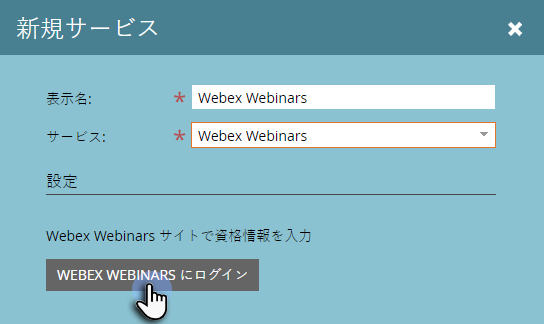 新規サービス
表示名: * Webex Webinars
サービス: * Webex Webinars
設定
Webex Webinars サイトで資格情報を入力
WEBEX WEBINARS にログイン